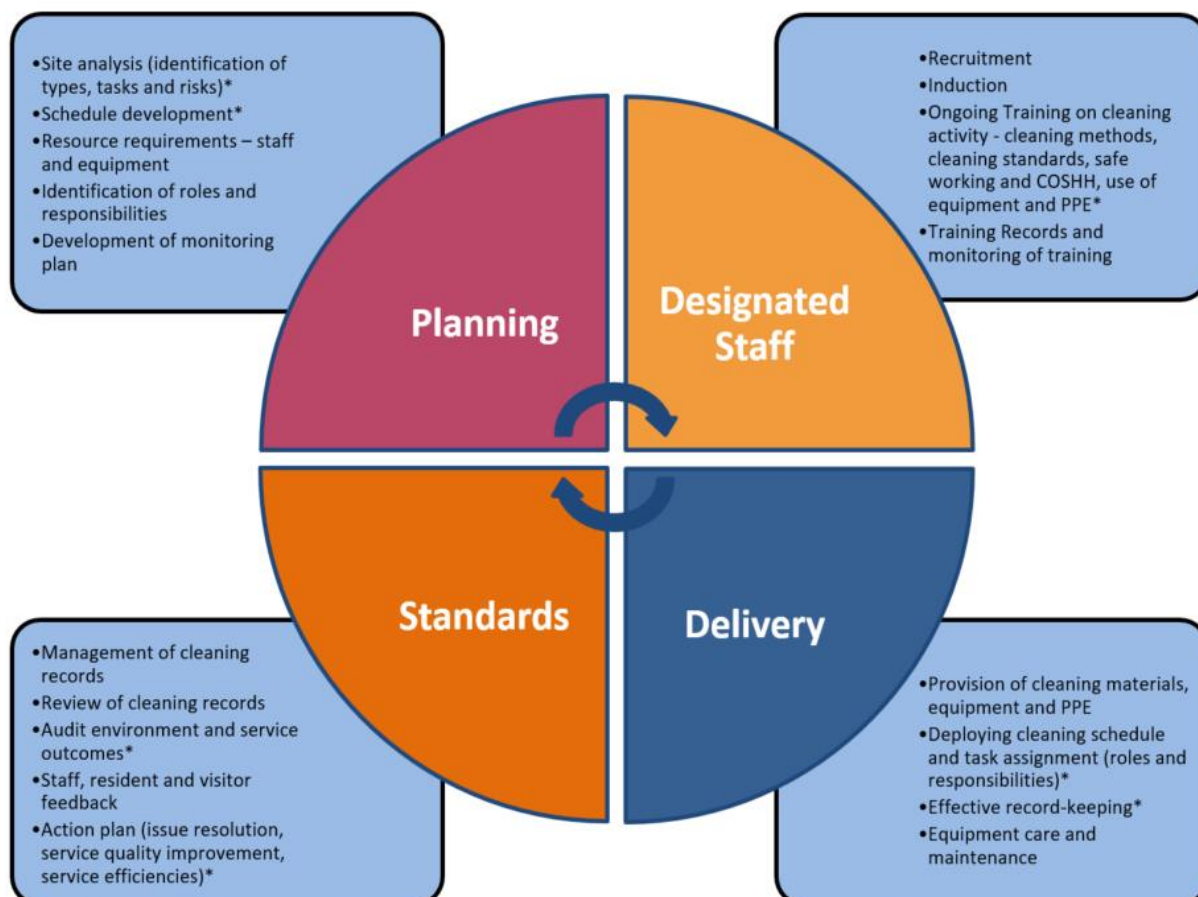 •Site analysis (identification of
types, tasks and risks)*
•Schedule development*
•Resource requirements – staff
and equipment
•Identification of roles and
responsibilities
•Development of monitoring
plan
•Recruitment
•Induction
•Ongoing Training on cleaning
activity - cleaning methods,
cleaning standards, safe
working and COSHH, use of
equipment and PPE*
•Training Records and
monitoring of training
Planning
Designated
Staff
Standards
Delivery
•Management of cleaning
records
•Review of cleaning records
•Audit environment and service
outcomes*
•Staff, resident and visitor
feedback
•Action plan (issue resolution,
service quality improvement,
service efficiencies)*
•Provision of cleaning materials,
equipment and PPE
•Deploying cleaning schedule
and task assignment (roles and
responsibilities)*
•Effective record-keeping*
•Equipment care and
maintenance